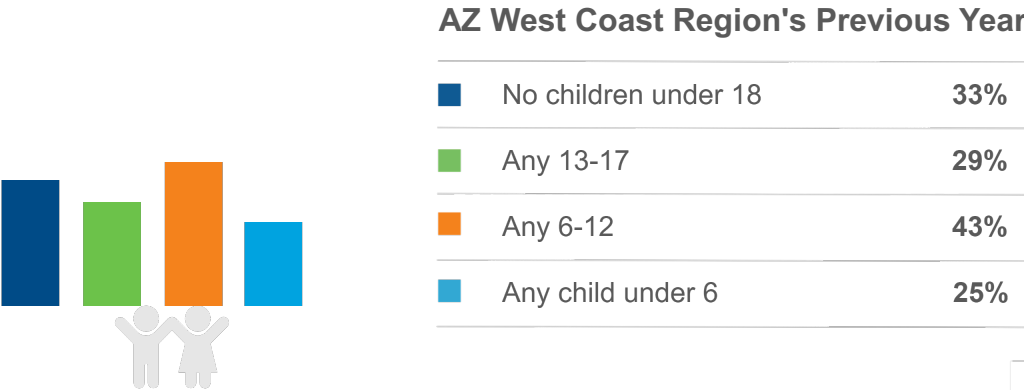 AZ West Coast Region's Previous Year
No children under 18 33%
Any 13-17 29%
Any 6-12 43%
Any child under 6 25%